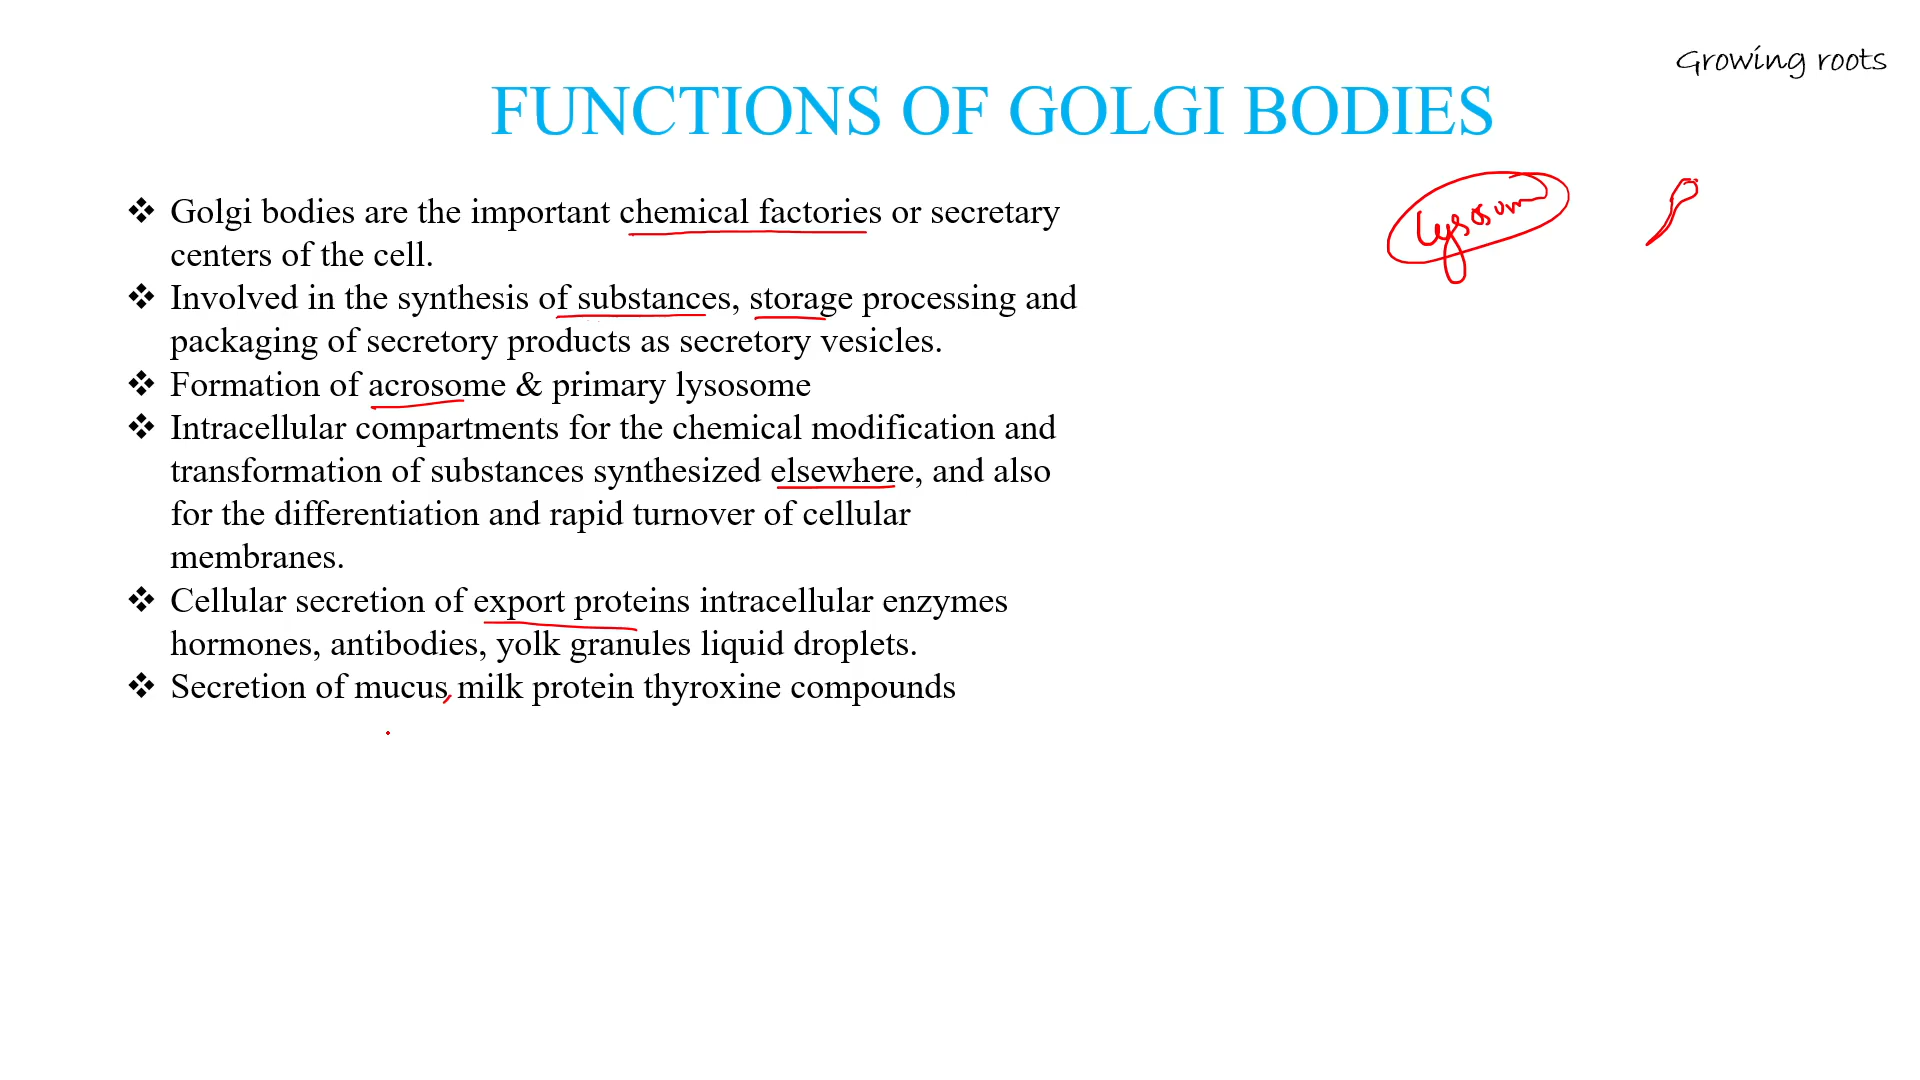 Growing roots
FUNCTIONS OF GOLGI BODIES
❖ Golgi bodies are the important chemical factories or secretary
centers of the cell.
❖ Involved in the synthesis of substances, storage processing and
packaging of secretory products as secretory vesicles.
❖ Formation of acrosome & primary lysosome
❖ Intracellular compartments for the chemical modification and
transformation of substances synthesized elsewhere, and also
for the differentiation and rapid turnover of cellular
membranes.
❖ Cellular secretion of export proteins intracellular enzymes
hormones, antibodies, yolk granules liquid droplets.
❖ Secretion of mucus, milk protein thyroxine compounds
Lysosom